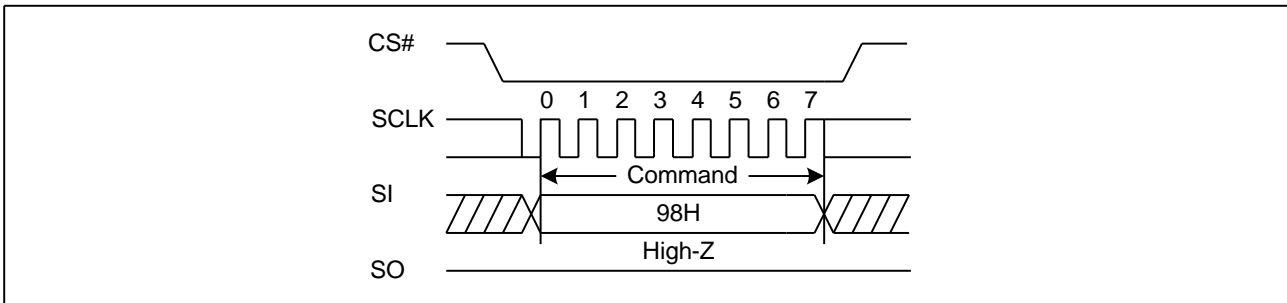 CS#
0 1 2 3 4 5 6 7
SCLK
Command
SI
98H
High-Z
SO